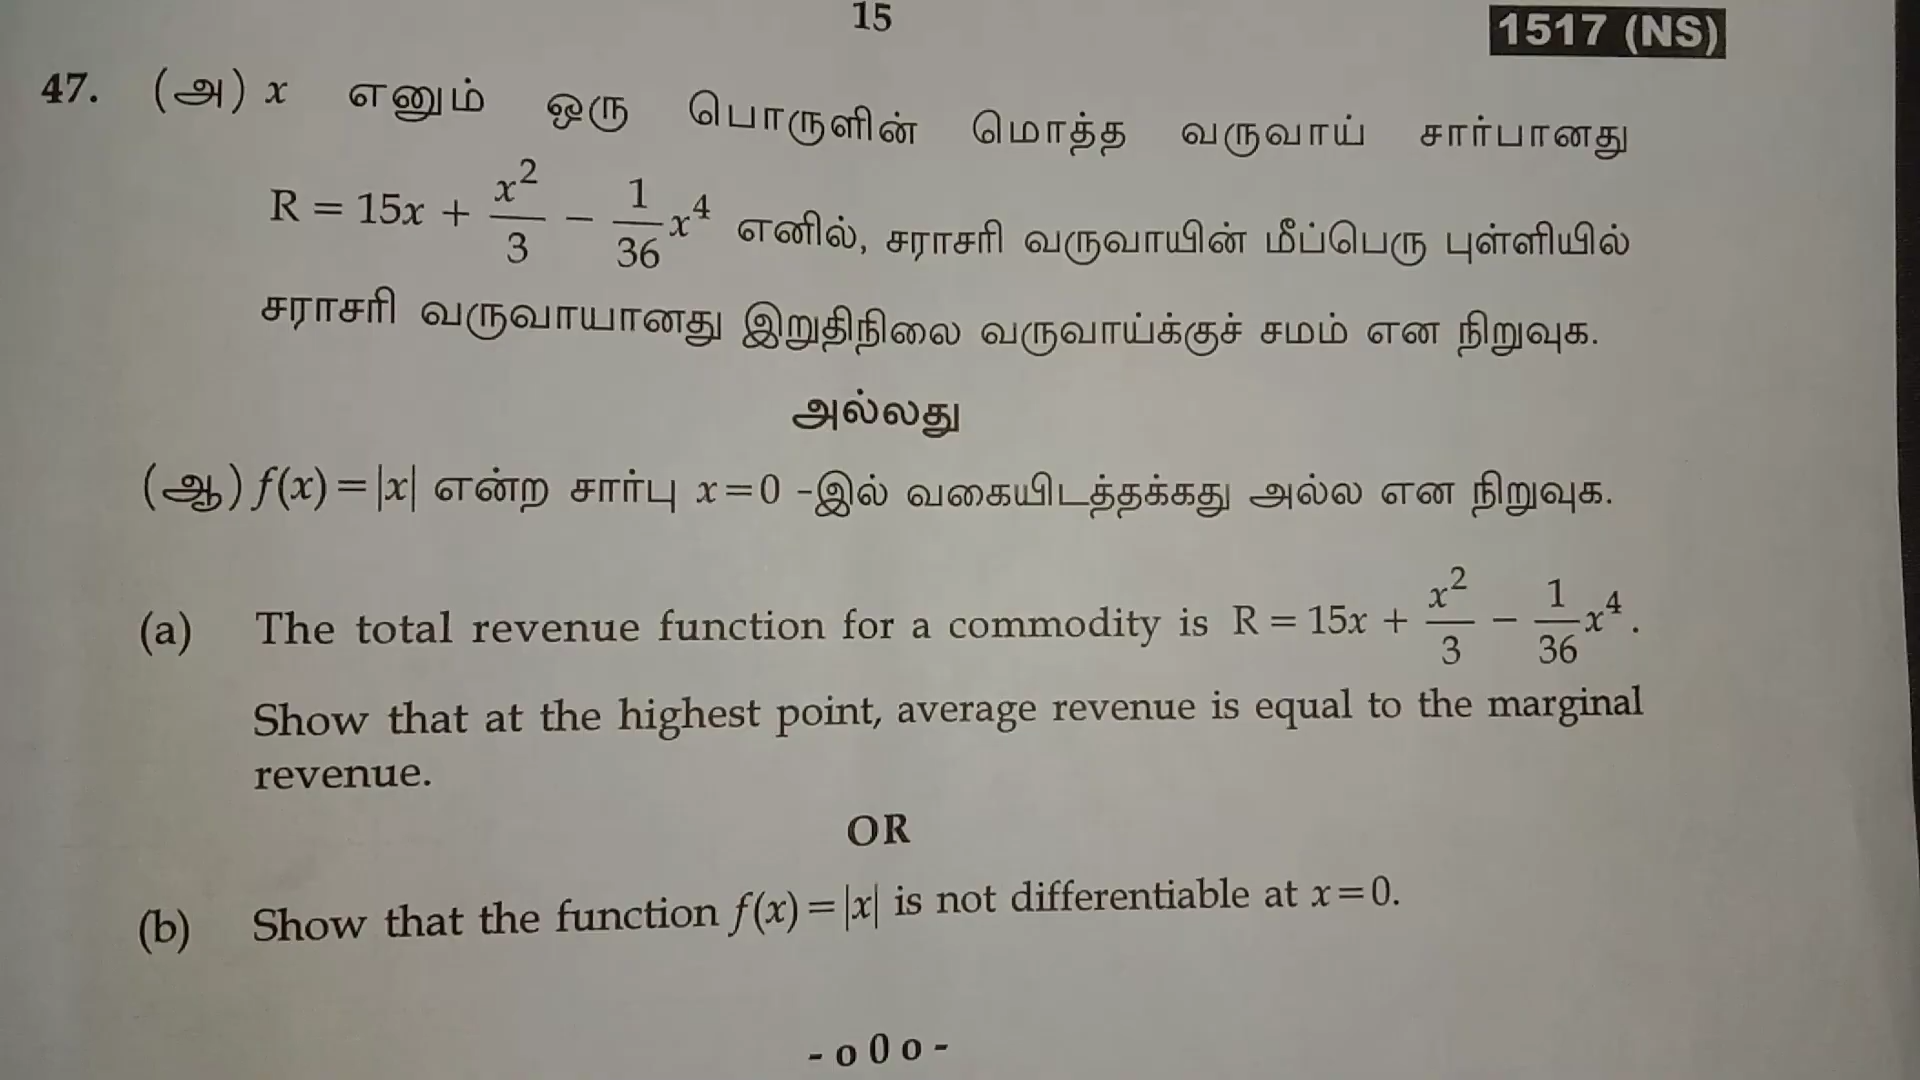 15
1517 (NS)
47. (அ) x எனும் ஒரு பொருளின் மொத்த வருவாய் சார்பானது
R = 15x + x²/3 − 1/36 x⁴ எனில், சராசரி வருவாயின் மீப்பெரு புள்ளியில்
சராசரி வருவாயானது இறுதிநிலை வருவாய்க்குச் சமம் என நிறுவுக.
அல்லது
(ஆ) f(x) = |x| என்ற சார்பு x = 0 -இல் வகையிடத்தக்கது அல்ல என நிறுவுக.
(a) The total revenue function for a commodity is R = 15x + x²/3 − 1/36 x⁴.
Show that at the highest point, average revenue is equal to the marginal
revenue.
OR
(b) Show that the function f(x) = |x| is not differentiable at x = 0.
- o 0 o -